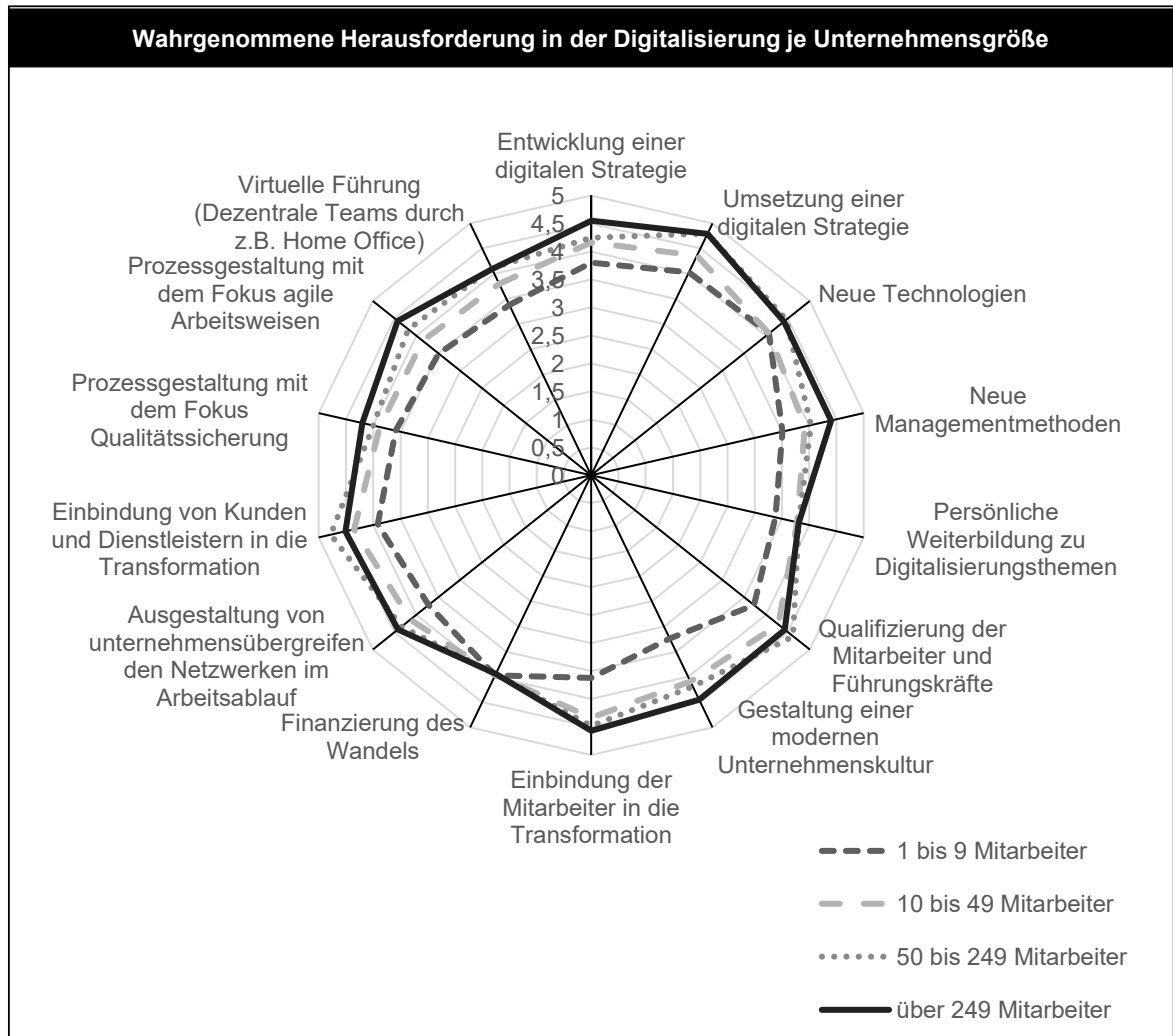 Wahrgenommene Herausforderung in der Digitalisierung je Unternehmensgröße
Entwicklung einer
digitalen Strategie
Umsetzung einer
digitalen Strategie
Neue Technologien
Neue
Managementmethoden
Persönliche
Weiterbildung zu
Digitalisierungsthemen
Qualifizierung der
Mitarbeiter und
Führungskräfte
Gestaltung einer
modernen
Unternehmenskultur
Einbindung der
Mitarbeiter in die
Transformation
Finanzierung des
Wandels
Ausgestaltung von
unternehmensübergreifen
den Netzwerken im
Arbeitsablauf
Einbindung von Kunden
und Dienstleistern in die
Transformation
Prozessgestaltung mit
dem Fokus
Qualitätssicherung
Prozessgestaltung mit
dem Fokus agile
Arbeitsweisen
Virtuelle Führung
(Dezentrale Teams durch
z.B. Home Office)
5
4,5
4
3,5
3
2,5
2
1,5
1
0,5
0
1 bis 9 Mitarbeiter
10 bis 49 Mitarbeiter
50 bis 249 Mitarbeiter
über 249 Mitarbeiter